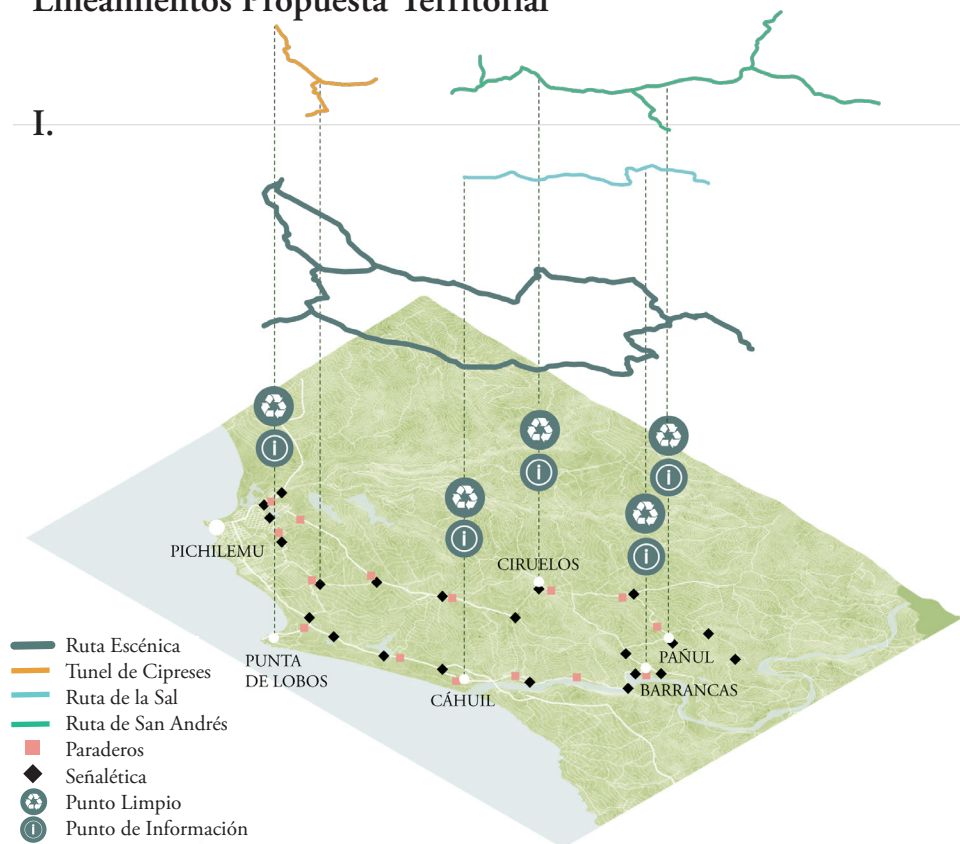 Lineamientos Propuesta Territorial
I.
PICHILEMU
CIRUELOS
PUNTA
DE LOBOS
PAÑUL
CÁHUIL
BARRANCAS
Ruta Escénica
Tunel de Cipreses
Ruta de la Sal
Ruta de San Andrés
Paraderos
Señalética
Punto Limpio
Punto de Información